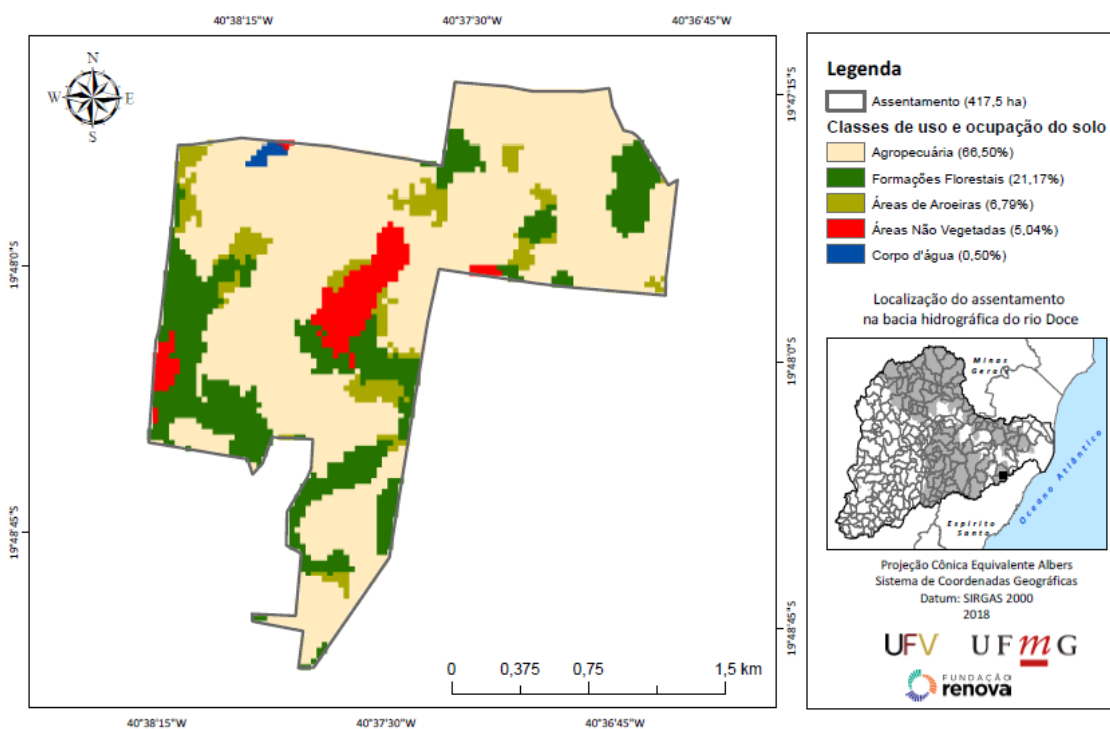 40°38'15"W 40°37'30"W 40°36'45"W
N
W E
S
19°48'0"S
19°48'45"S
19°47'15"S
19°48'0"S
19°48'45"S
0 0,375 0,75 1,5 km
40°38'15"W 40°37'30"W 40°36'45"W
Legenda
Assentamento (417,5 ha)
Classes de uso e ocupação do solo
Agropecuária (66,50%)
Formações Florestais (21,17%)
Áreas de Aroeiras (6,79%)
Áreas Não Vegetadas (5,04%)
Corpo d'água (0,50%)
Localização do assentamento
na bacia hidrográfica do rio Doce
Minas
Gerais
Oceano Atlântico
Espírito
Santo
Projeção Cônica Equivalente Albers
Sistema de Coordenadas Geográficas
Datum: SIRGAS 2000
2018
UFV UFmG
FUNDAÇÃO
renova